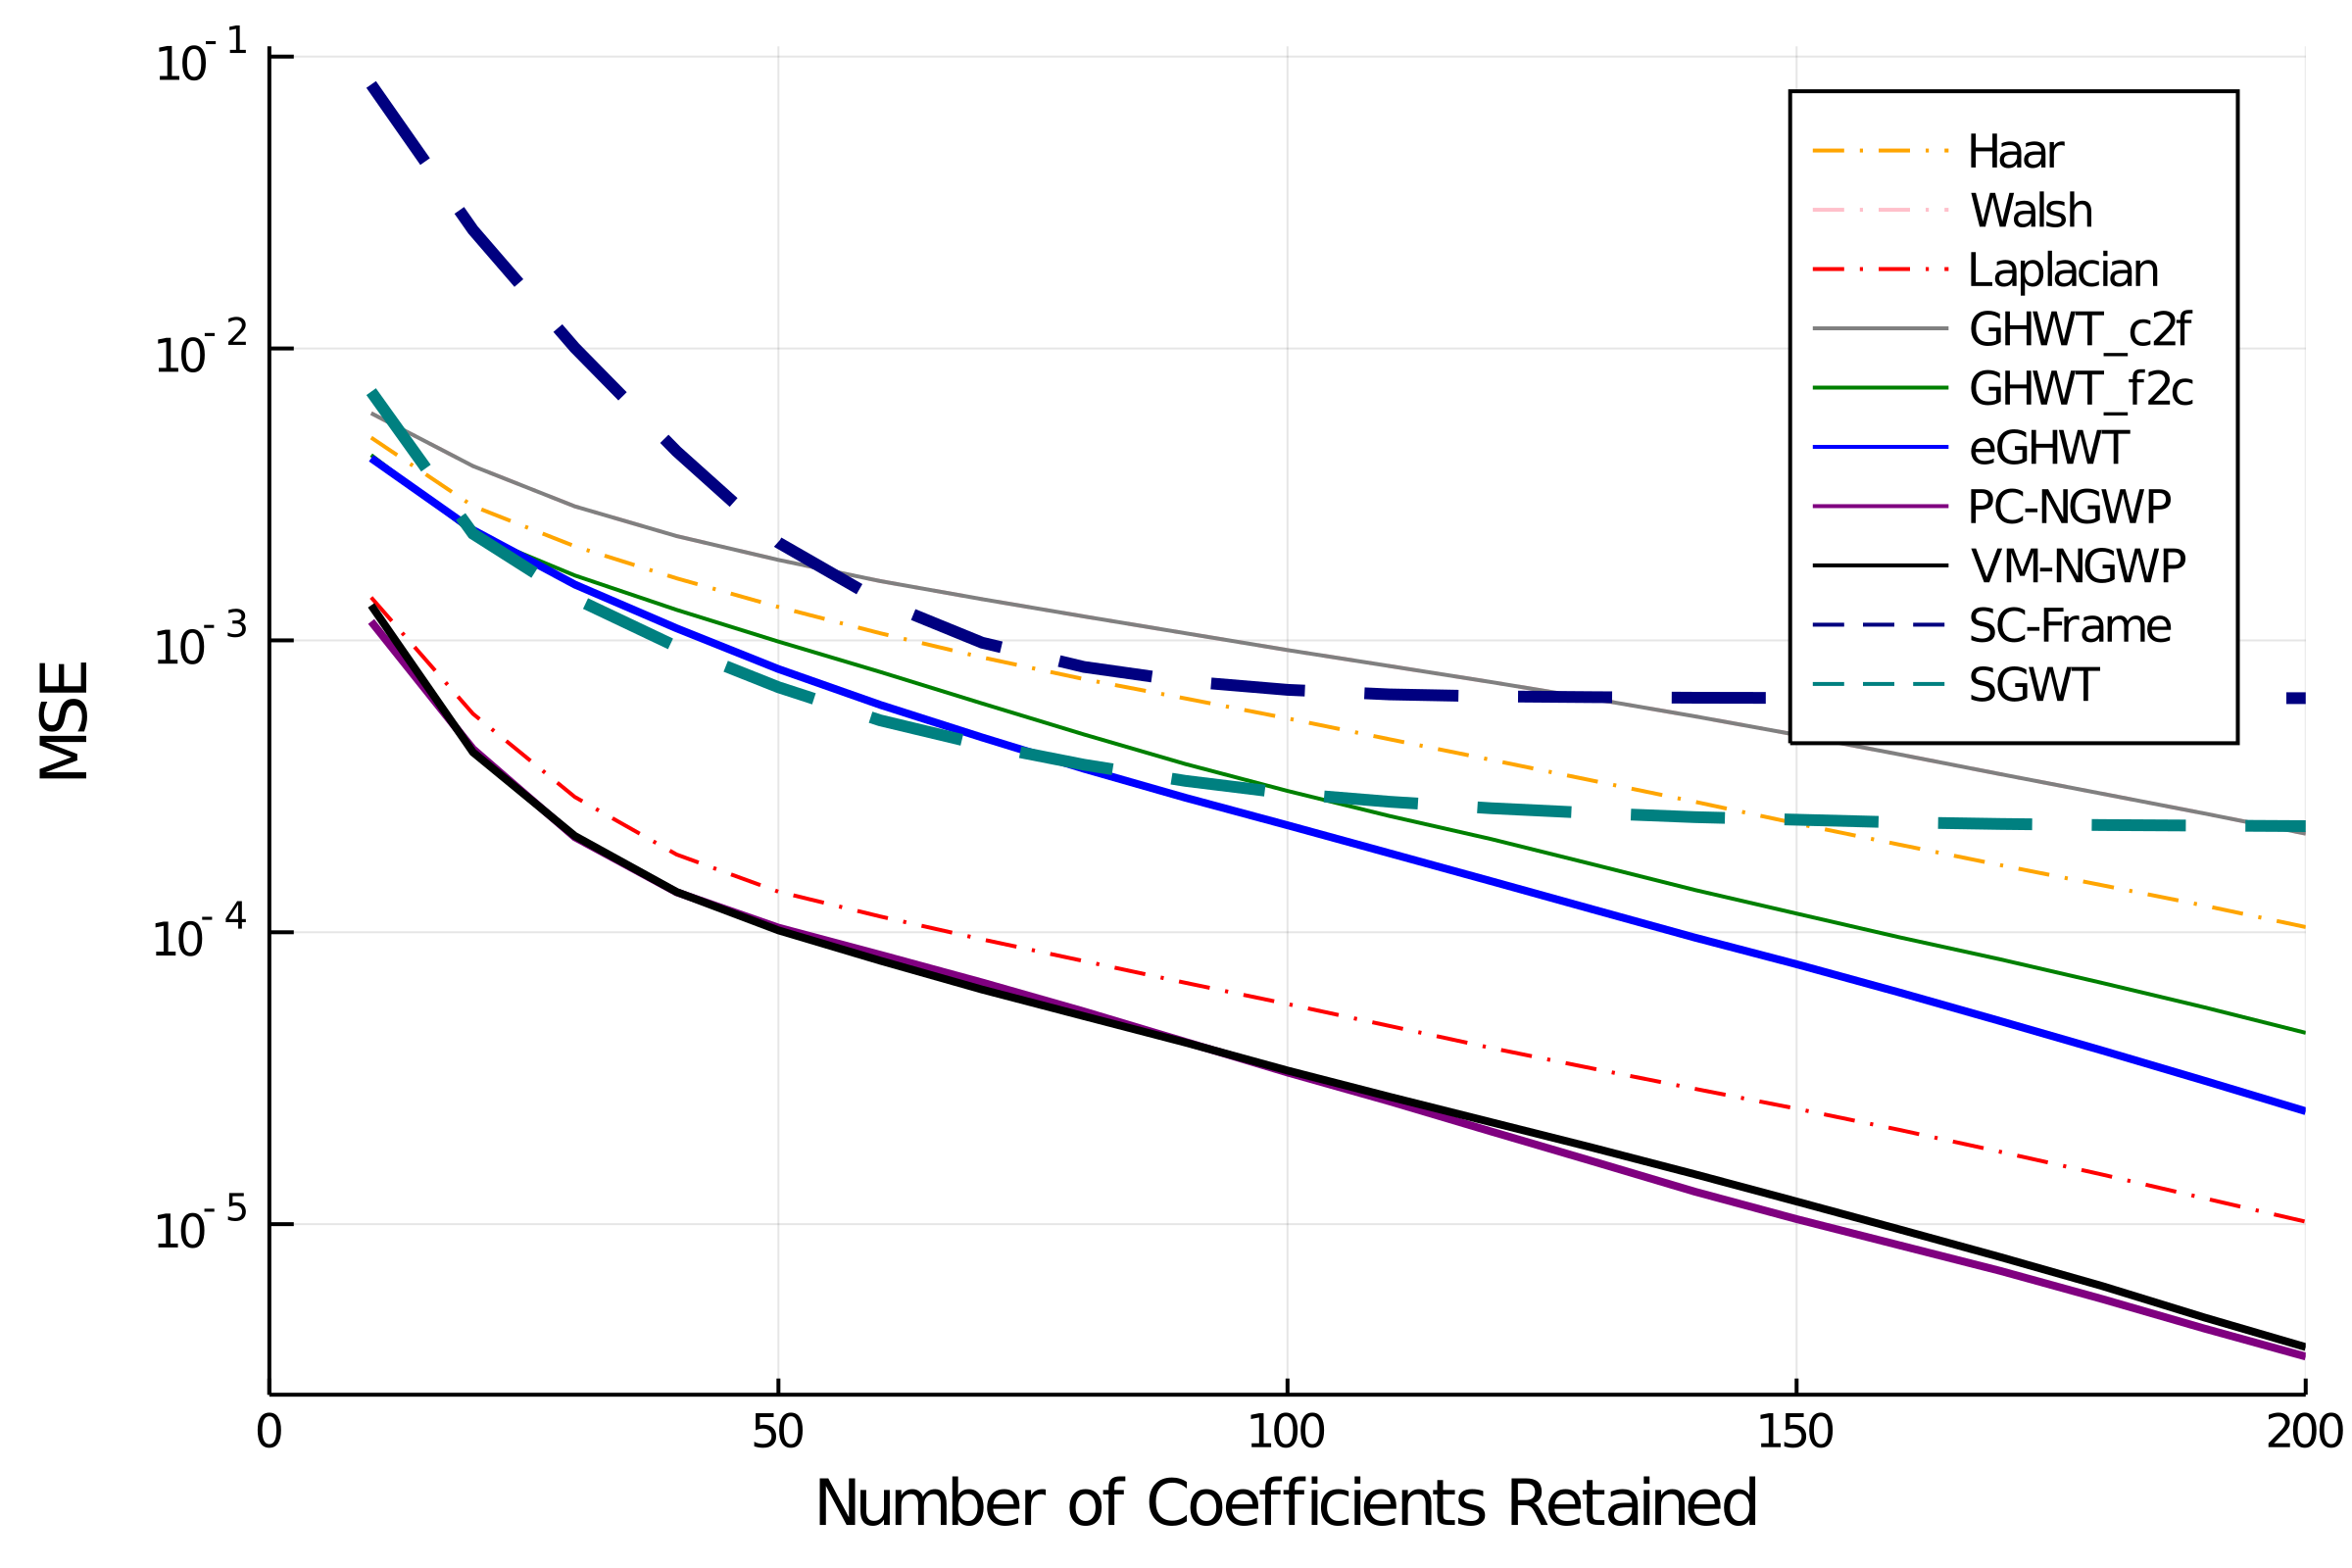 10-1
10-2
10-3
10-4
10-5
MSE
0 50 100 150 200
Number of Coefficients Retained
Haar
Walsh
Laplacian
GHWT_c2f
GHWT_f2c
eGHWT
PC-NGWP
VM-NGWP
SC-Frame
SGWT